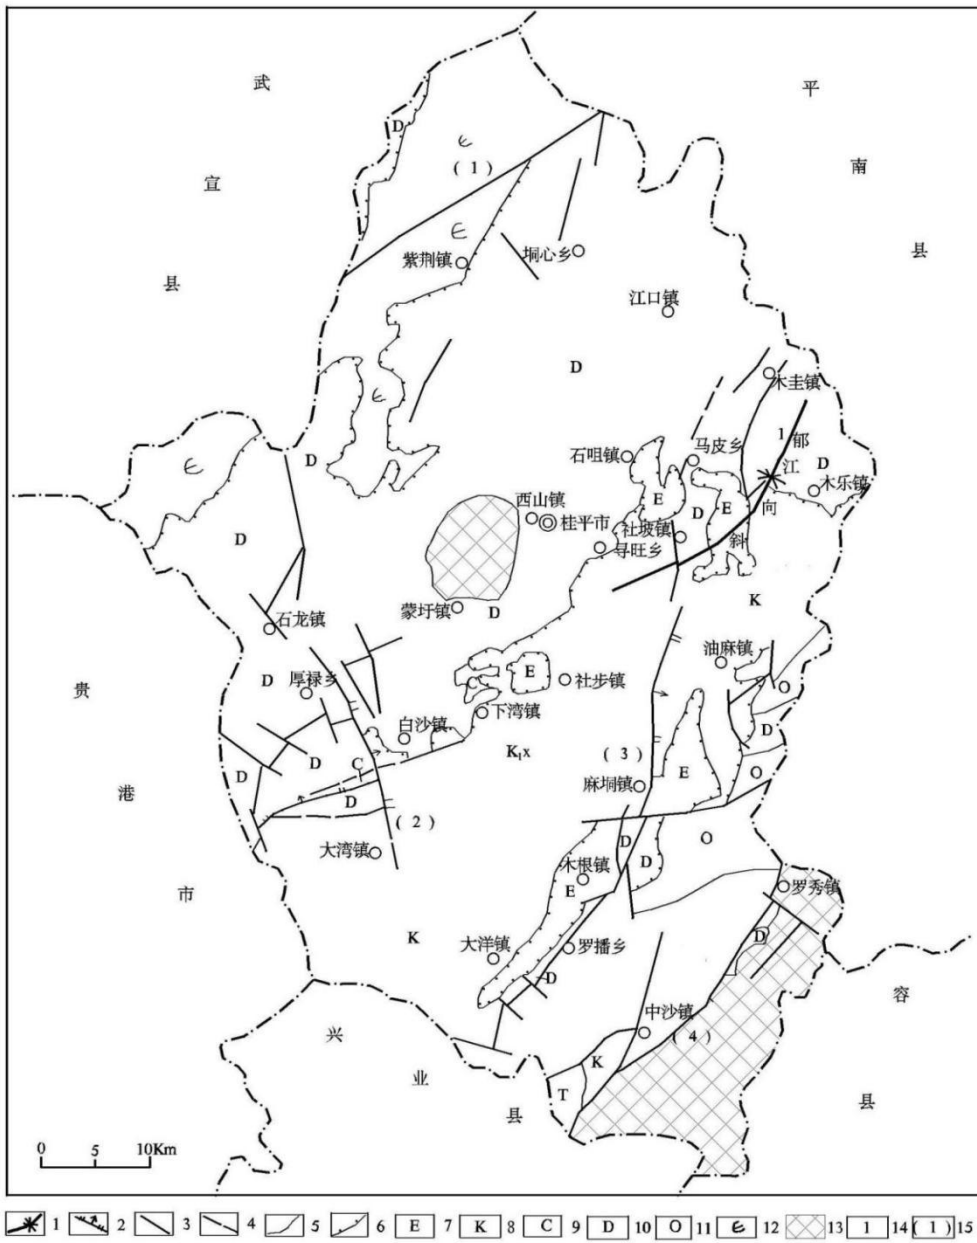 武
平
宣
南
县
县
D
Є
( 1 )
Є
紫荆镇
垌心乡
江口镇
D
木圭镇
Є
1
郁
江
向
斜
D
木乐镇
石咀镇
马皮乡
E
D
E
D
Є
西山镇
桂平市
社坡镇
寻旺乡
D
K
蒙圩镇
D
石龙镇
油麻镇
D
厚禄乡
C
E
社步镇
O
贵
下湾镇
D
白沙镇
K₁x
( 3 )
D
D
C
E
O
港
D
麻垌镇
( 2 )
大湾镇
D
D
O
木根镇
E
市
罗秀镇
K
大洋镇
罗播乡
D
D
容
兴
中沙镇
( 4 )
业
K
T
县
县
0 5 10Km
1 2 3 4 5 6 E 7 K 8 C 9 D 10 O 11 Є 12 13 1 14 (1) 15